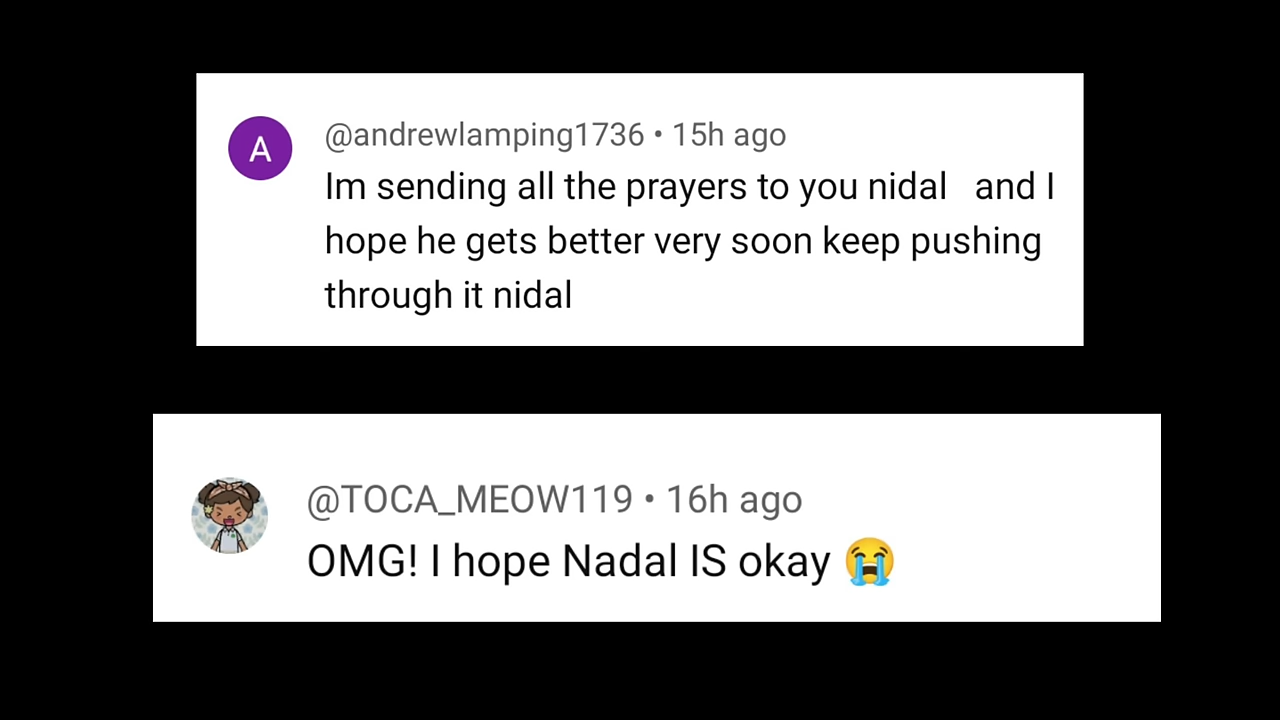 A
@andrewlamping1736 • 15h ago
Im sending all the prayers to you nidal   and I
hope he gets better very soon keep pushing
through it nidal
@TOCA_MEOW119 • 16h ago
OMG! I hope Nadal IS okay 😭